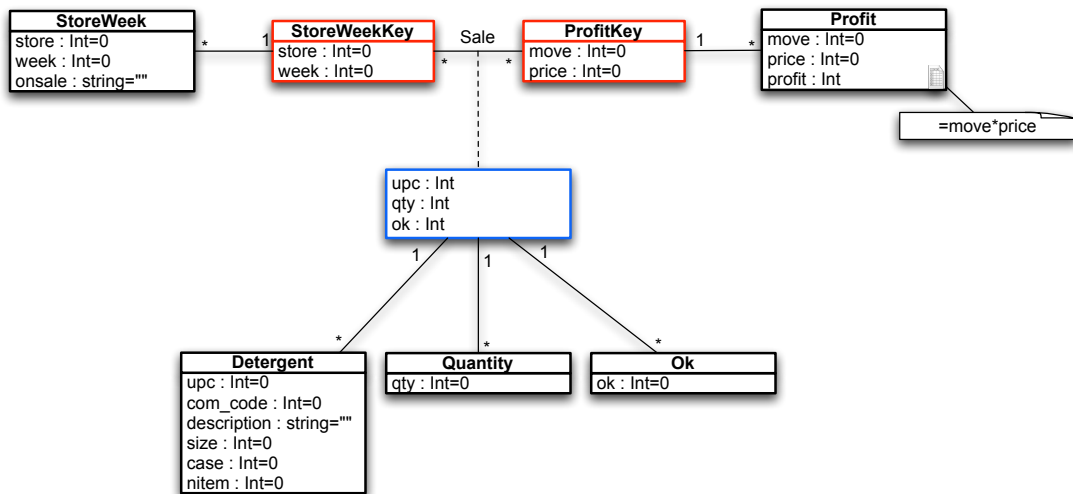 StoreWeek
store : Int=0
week : Int=0
onsale : string=""
*
1
StoreWeekKey
store : Int=0
week : Int=0
Sale
*
*
ProfitKey
move : Int=0
price : Int=0
1
*
Profit
move : Int=0
price : Int=0
profit : Int
=move*price
upc : Int
qty : Int
ok : Int
1
1
1
*
*
*
Detergent
upc : Int=0
com_code : Int=0
description : string=""
size : Int=0
case : Int=0
nitem : Int=0
Quantity
qty : Int=0
Ok
ok : Int=0